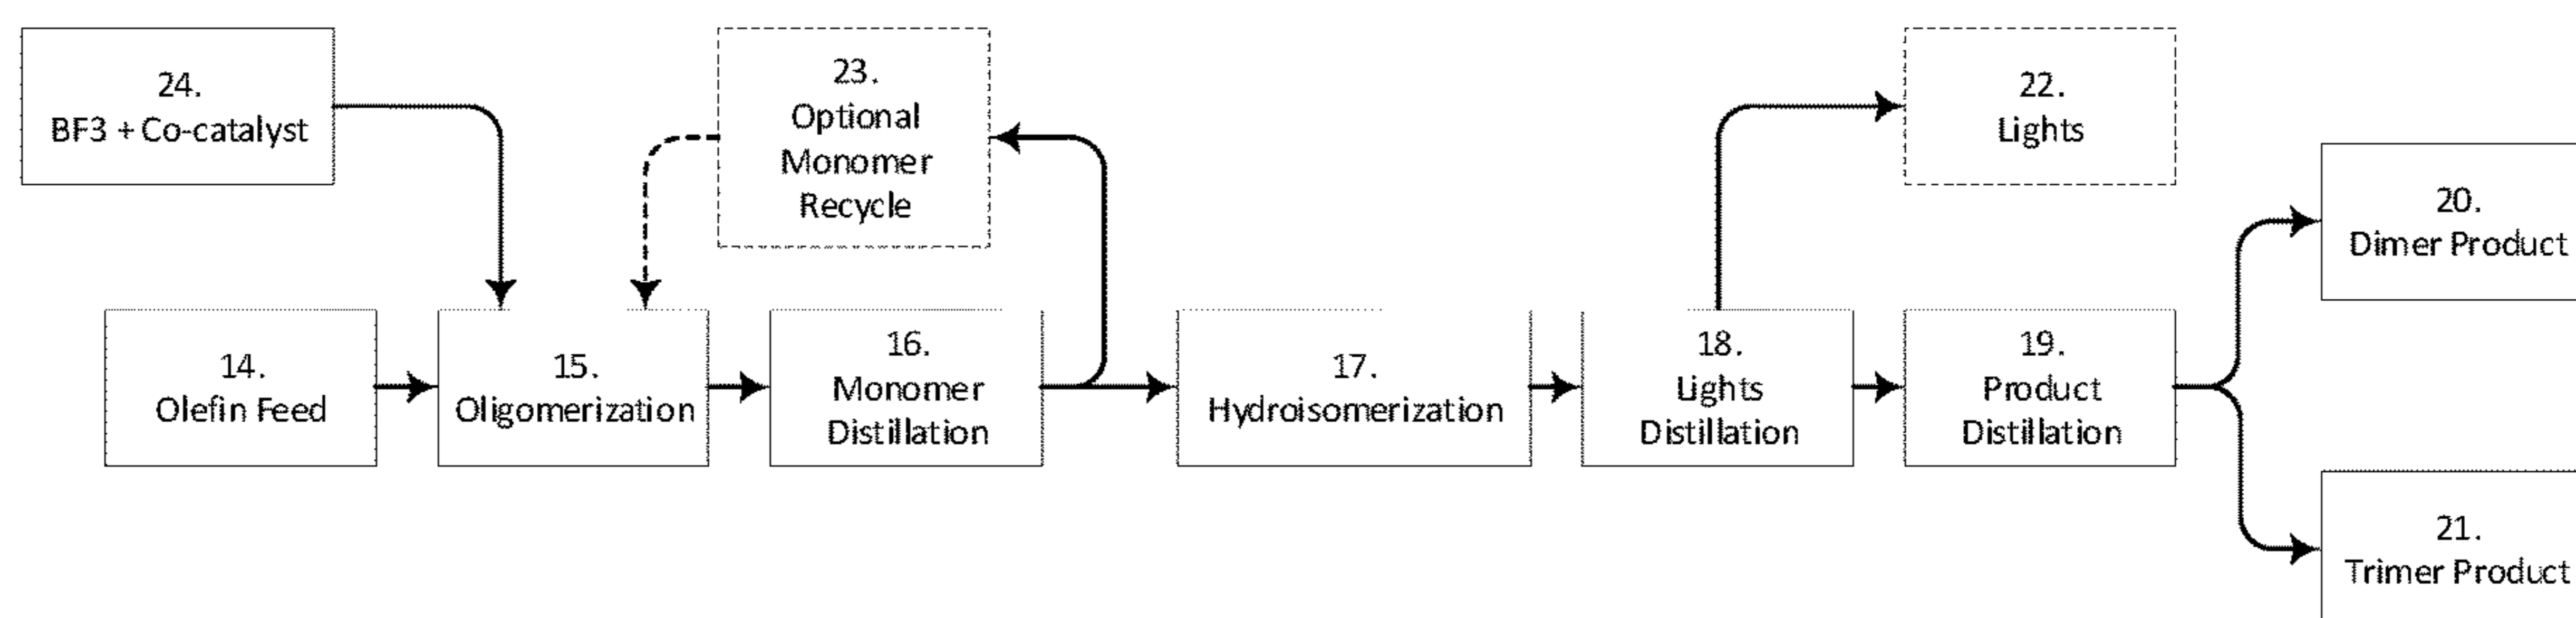 24.
BF3 + Co-catalyst
23.
Optional
Monomer
Recycle
22.
Lights
20.
Dimer Product
14.
Olefin Feed
15.
Oligomerization
16.
Monomer
Distillation
17.
Hydroisomerization
18.
Lights
Distillation
19.
Product
Distillation
21.
Trimer Product